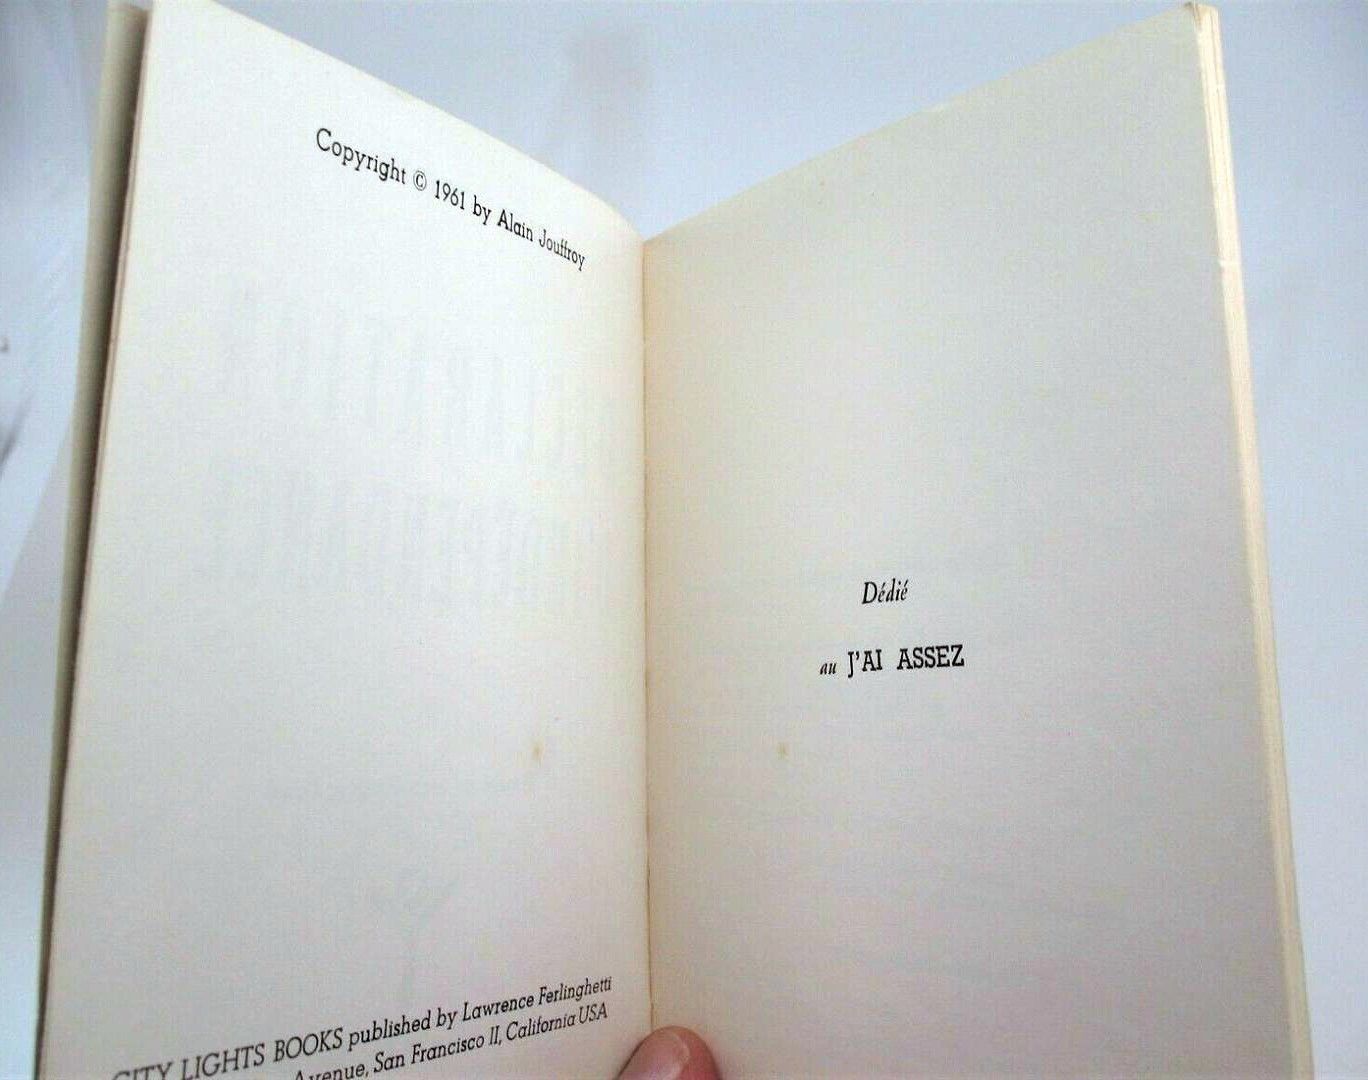 Copyright © 1961 by Alain Jouffroy
CITY LIGHTS BOOKS published by Lawrence Ferlinghetti
Avenue, San Francisco II, California USA
Dédié
au J'AI ASSEZ